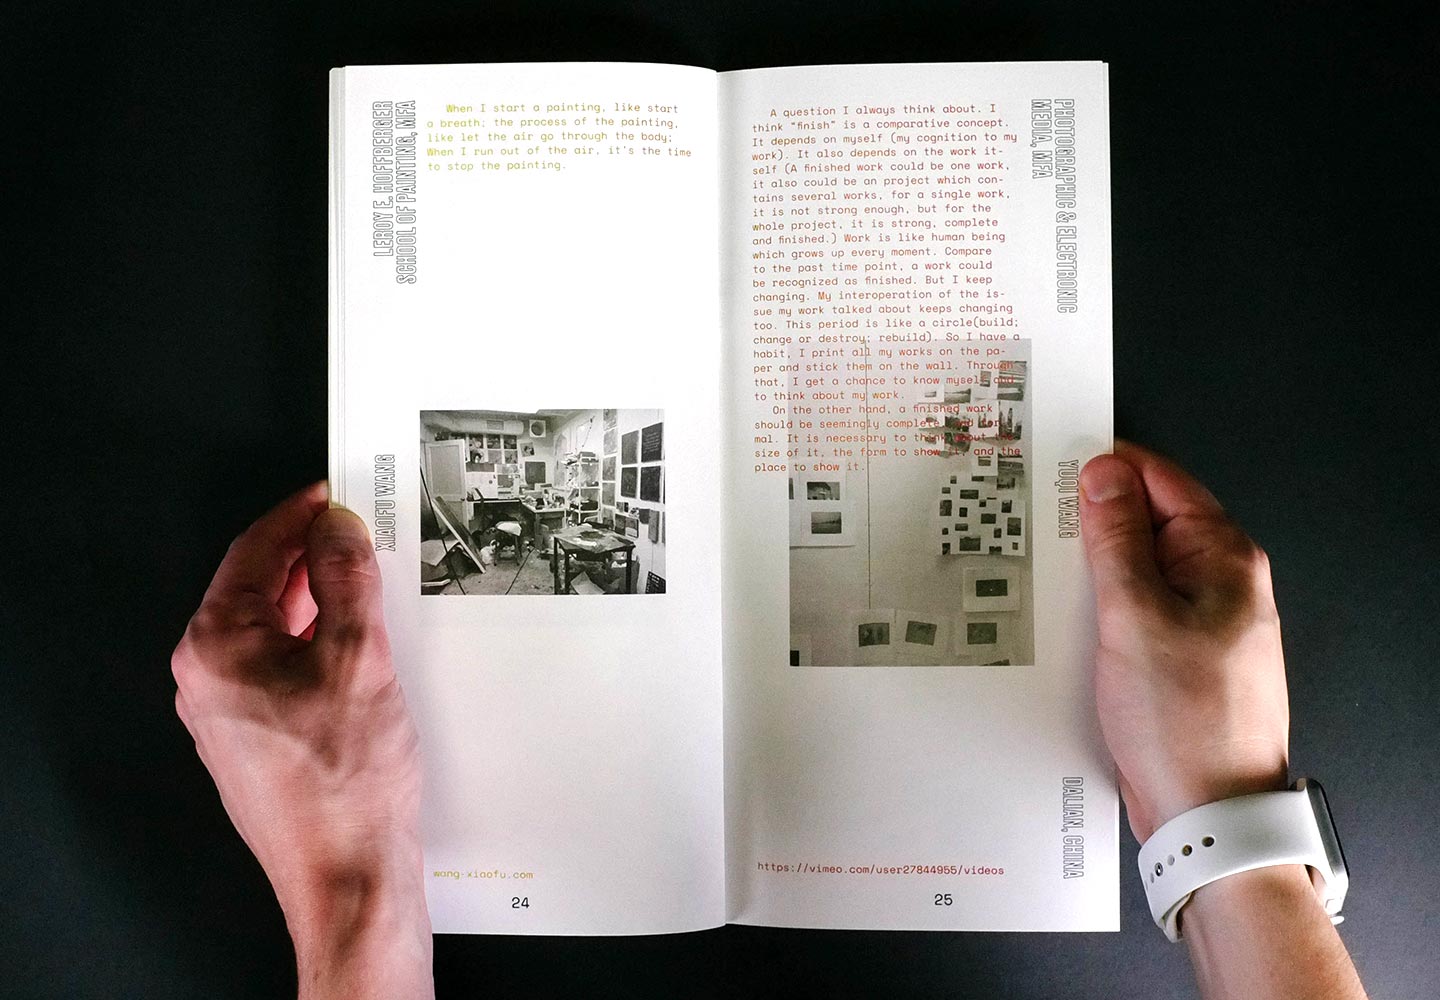 LEROY E. HOFFBERGER
SCHOOL OF PAINTING, MFA
When I start a painting, like start
a breath; the process of the painting,
like let the air go through the body;
When I run out of the air, it's the time
to stop the painting.
XIAOFU WANG
wang-xiaofu.com
24
A question I always think about. I
think “finish” is a comparative concept.
It depends on myself (my cognition to my
work). It also depends on the work it-
self (A finished work could be one work,
it also could be an project which con-
tains several works, for a single work,
it is not strong enough, but for the
whole project, it is strong, complete
and finished.) Work is like human being
which grows up every moment. Compare
to the past time point, a work could
be recognized as finished. But I keep
changing. My interoperation of the is-
sue my work talked about keeps changing
too. This period is like a circle(build;
change or destroy; rebuild). So I have a
habit, I print all my works on the pa-
per and stick them on the wall. Through
that, I get a chance to know myself and
to think about my work.
On the other hand, a finished work
should be seemingly complete and for-
mal. It is necessary to think about the
size of it, the form to show it, and the
place to show it.
PHOTOGRAPHIC & ELECTRONIC
MEDIA, MFA
YUQI WANG
DALIAN, CHINA
https://vimeo.com/user27844955/videos
25